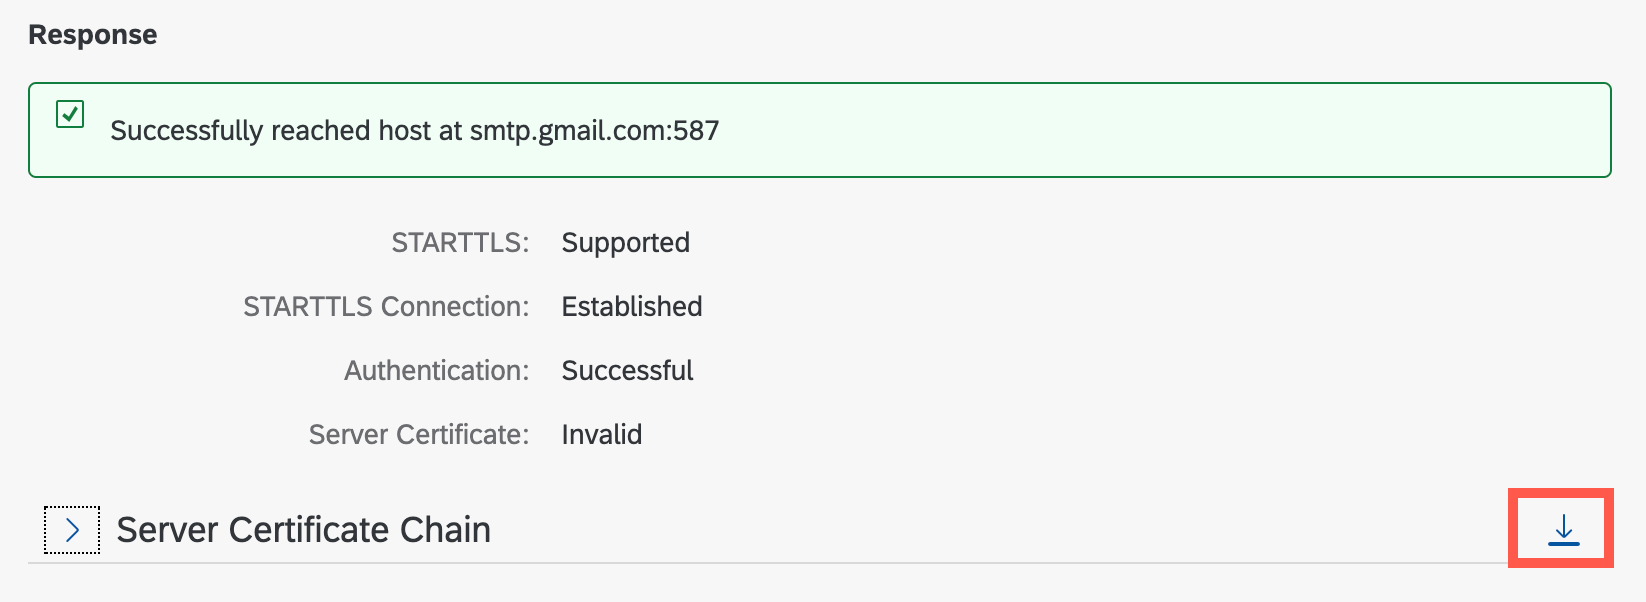 Response
Successfully reached host at smtp.gmail.com:587
STARTTLS: Supported
STARTTLS Connection: Established
Authentication: Successful
Server Certificate: Invalid
Server Certificate Chain